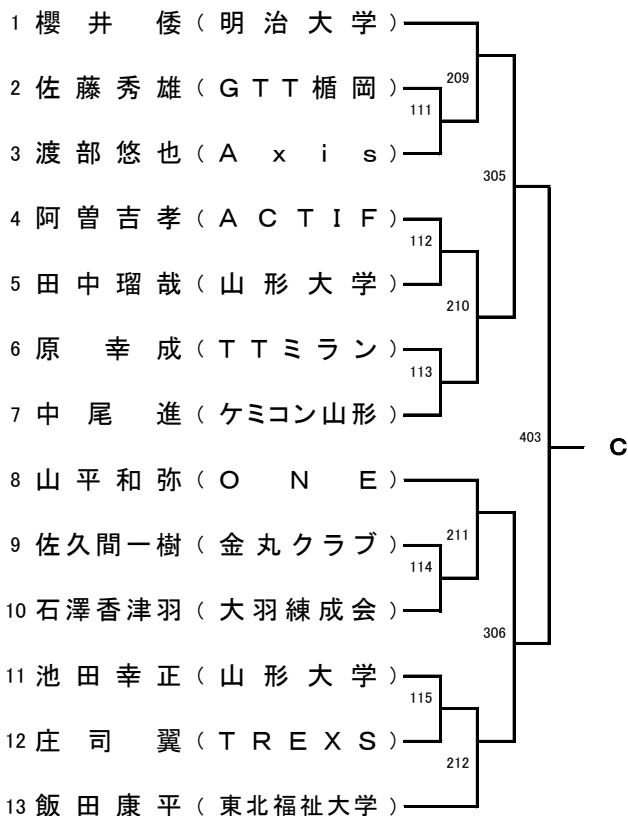 1 櫻井 倭（明治大学）
209
2 佐藤秀雄（GTT楯岡）
111
3 渡部悠也（Axis）
305
4 阿曽吉孝（ACTIF）
112
5 田中瑠哉（山形大学）
210
6 原 幸成（TTミラン）
113
7 中尾 進（ケミコン山形）
403 C
8 山平和弥（ONE）
211
9 佐久間一樹（金丸クラブ）
114
10 石澤香津羽（大羽練成会）
306
11 池田幸正（山形大学）
115
12 庄司 翼（TREXS）
212
13 飯田康平（東北福祉大学）